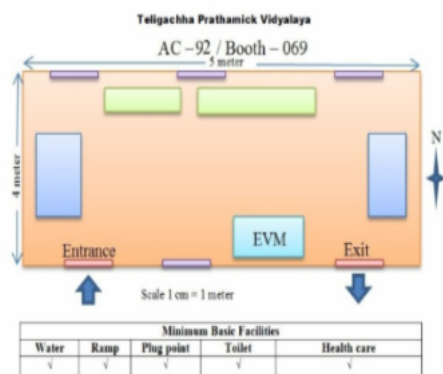 Teligachha Prathamick Vidyalaya
AC – 92 / Booth – 069
5 meter
4 meter
N
EVM
Entrance
Exit
Scale 1 cm = 1 meter
Minimum Basic Facilities
Water Ramp Plug point Toilet Health care
√ √ √ √ √